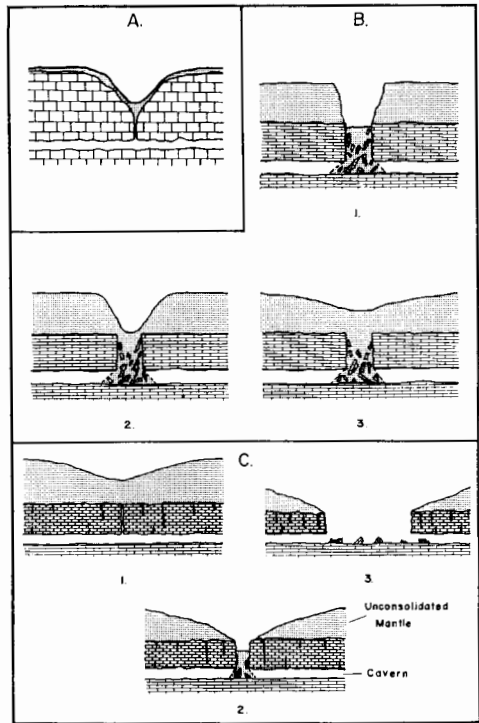 A.
B.
1.
2.
3.
C.
1.
3.
Unconsolidated
Mantle
Cavern
2.